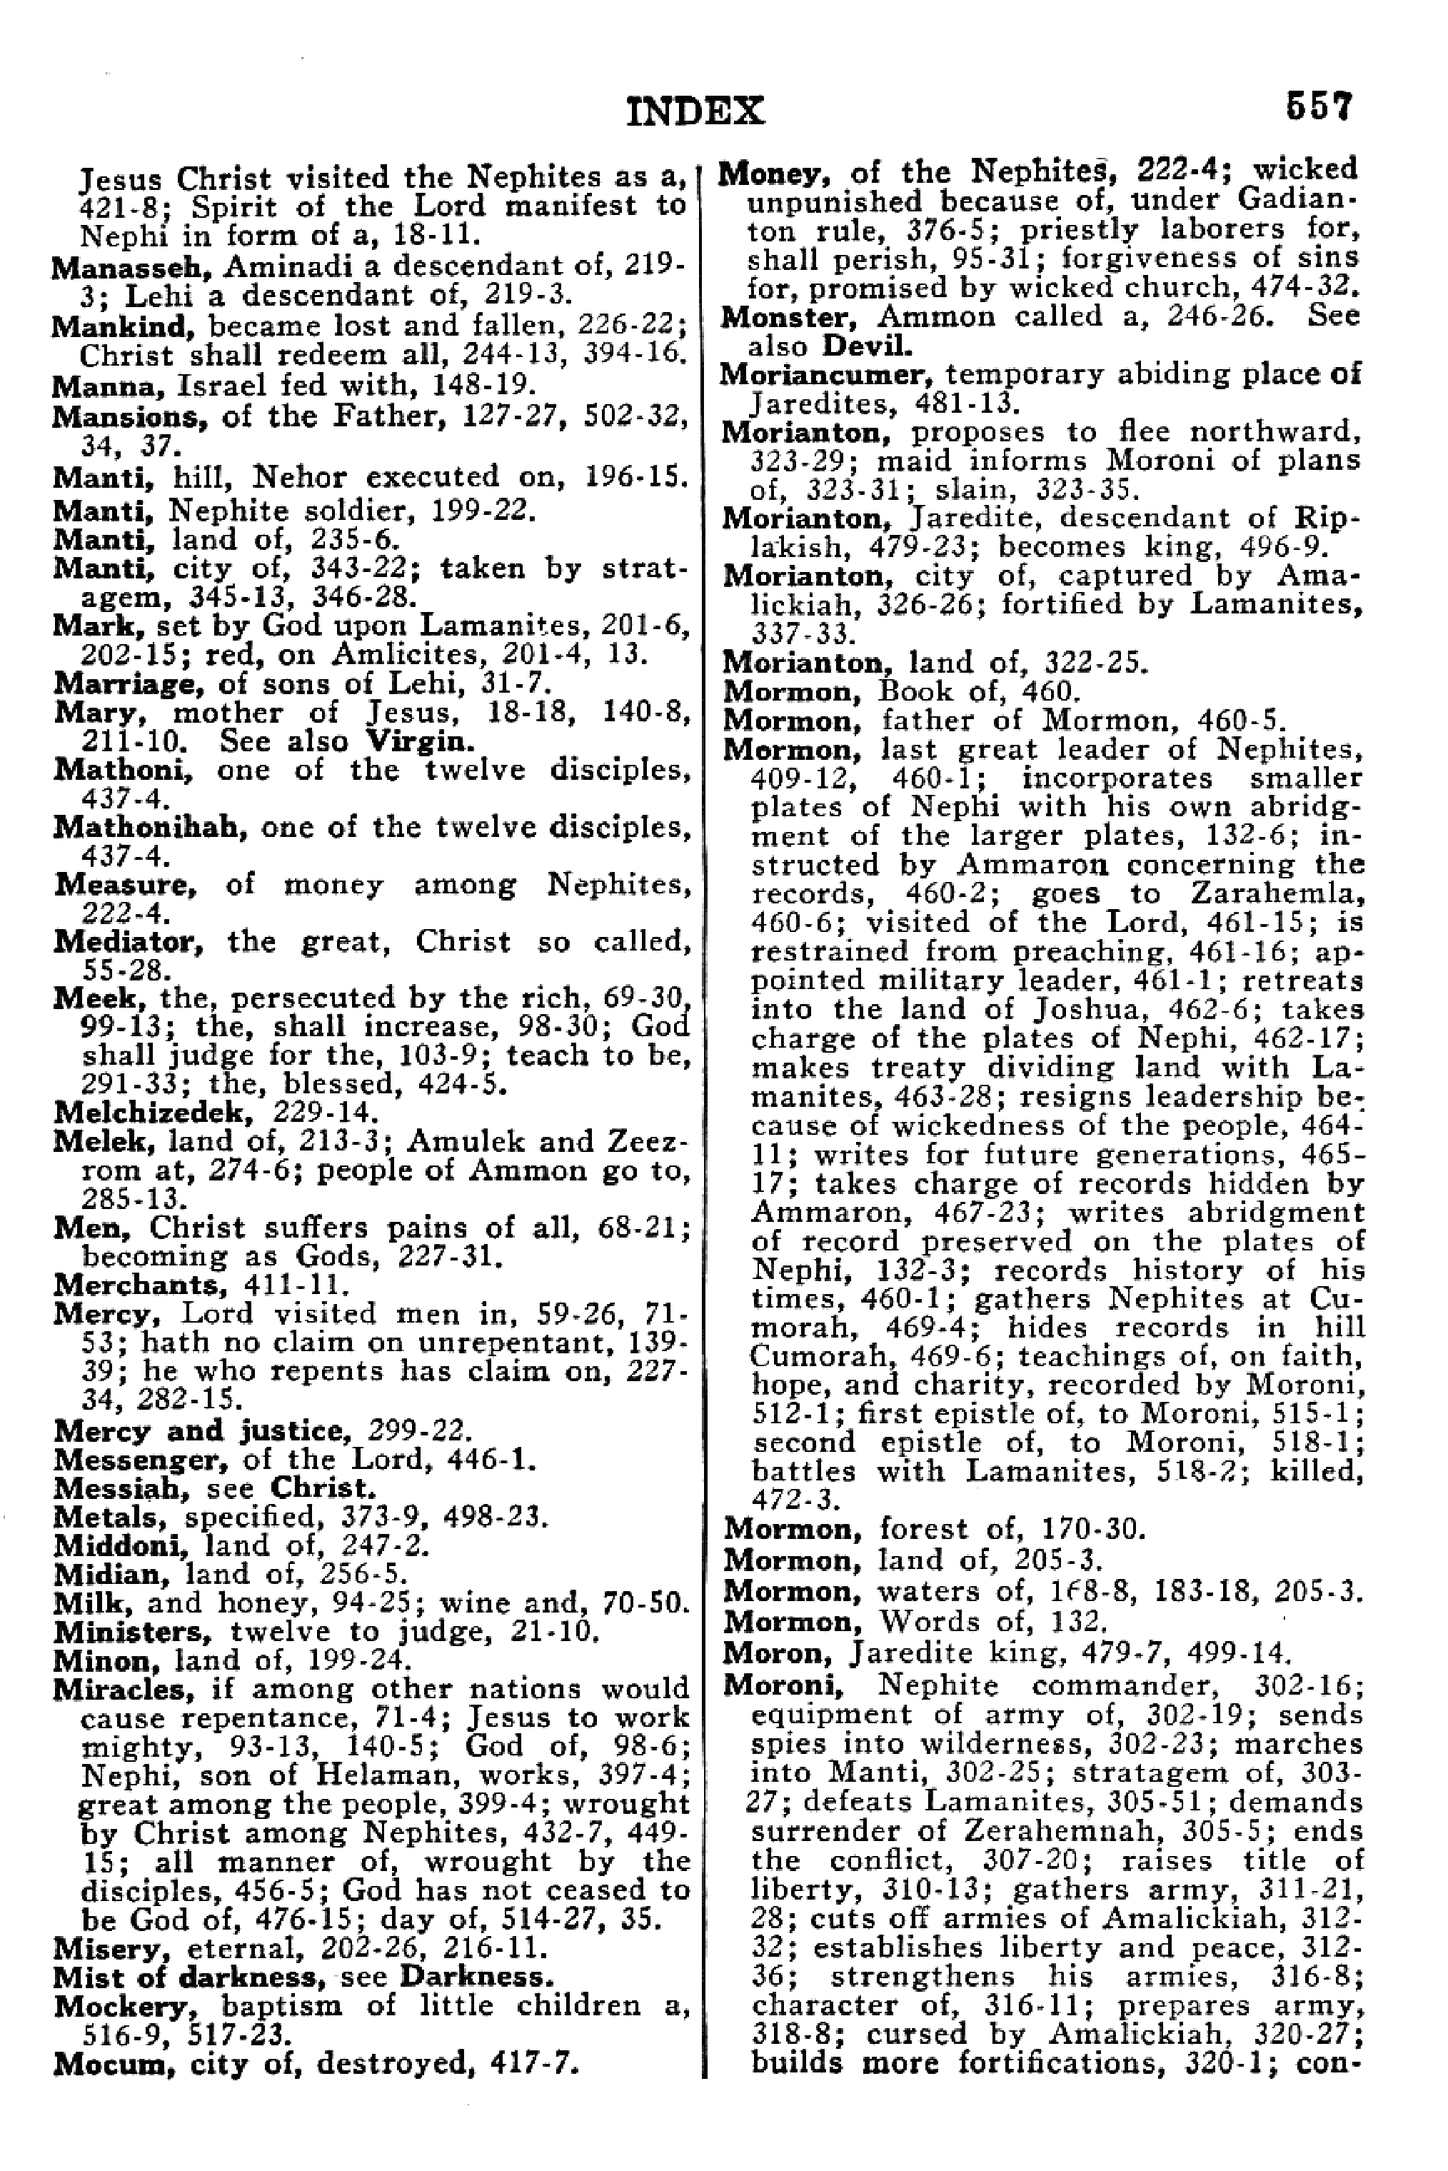 INDEX 557
Jesus Christ visited the Nephites as a,
421-8; Spirit of the Lord manifest to
Nephi in form of a, 18-11.
Manasseh, Aminadi a descendant of, 219-
3; Lehi a descendant of, 219-3.
Mankind, became lost and fallen, 226-22;
Christ shall redeem all, 244-13, 394-16.
Manna, Israel fed with, 148-19.
Mansions, of the Father, 127-27, 502-32,
34, 37.
Manti, hill, Nehor executed on, 196-15.
Manti, Nephite soldier, 199-22.
Manti, land of, 235-6.
Manti, city of, 343-22; taken by strat-
agem, 345-13, 346-28.
Mark, set by God upon Lamanites, 201-6,
202-15; red, on Amlicites, 201-4, 13.
Marriage, of sons of Lehi, 31-7.
Mary, mother of Jesus, 18-18, 140-8,
211-10. See also Virgin.
Mathoni, one of the twelve disciples,
437-4.
Mathonihah, one of the twelve disciples,
437-4.
Measure, of money among Nephites,
222-4.
Mediator, the great, Christ so called,
55-28.
Meek, the, persecuted by the rich, 69-30,
99-13; the, shall increase, 98-30; God
shall judge for the, 103-9; teach to be,
291-33; the, blessed, 424-5.
Melchizedek, 229-14.
Melek, land of, 213-3; Amulek and Zeez-
rom at, 274-6; people of Ammon go to,
285-13.
Men, Christ suffers pains of all, 68-21;
becoming as Gods, 227-31.
Merchants, 411-11.
Mercy, Lord visited men in, 59-26, 71-
53; hath no claim on unrepentant, 139-
39; he who repents has claim on, 227-
34, 282-15.
Mercy and justice, 299-22.
Messenger, of the Lord, 446-1.
Messiah, see Christ.
Metals, specified, 373-9, 498-23.
Middoni, land of, 247-2.
Midian, land of, 256-5.
Milk, and honey, 94-25; wine and, 70-50.
Ministers, twelve to judge, 21-10.
Minon, land of, 199-24.
Miracles, if among other nations would
cause repentance, 71-4; Jesus to work
mighty, 93-13, 140-5; God of, 98-6;
Nephi, son of Helaman, works, 397-4;
great among the people, 399-4; wrought
by Christ among Nephites, 432-7, 449-
15; all manner of, wrought by the
disciples, 456-5; God has not ceased to
be God of, 476-15; day of, 514-27, 35.
Misery, eternal, 202-26, 216-11.
Mist of darkness, see Darkness.
Mockery, baptism of little children a,
516-9, 517-23.
Mocum, city of, destroyed, 417-7.
Money, of the Nephites, 222-4; wicked
unpunished because of, under Gadian-
ton rule, 376-5; priestly laborers for,
shall perish, 95-31; forgiveness of sins
for, promised by wicked church, 474-32.
Monster, Ammon called a, 246-26. See
also Devil.
Moriancumer, temporary abiding place of
Jaredites, 481-13.
Morianton, proposes to flee northward,
323-29; maid informs Moroni of plans
of, 323-31; slain, 323-35.
Morianton, Jaredite, descendant of Rip-
lakish, 479-23; becomes king, 496-9.
Morianton, city of, captured by Ama-
lickiah, 326-26; fortified by Lamanites,
337-33.
Morianton, land of, 322-25.
Mormon, Book of, 460.
Mormon, father of Mormon, 460-5.
Mormon, last great leader of Nephites,
409-12, 460-1; incorporates smaller
plates of Nephi with his own abridg-
ment of the larger plates, 132-6; in-
structed by Ammaron concerning the
records, 460-2; goes to Zarahemla,
460-6; visited of the Lord, 461-15; is
restrained from preaching, 461-16; ap-
pointed military leader, 461-1; retreats
into the land of Joshua, 462-6; takes
charge of the plates of Nephi, 462-17;
makes treaty dividing land with La-
manites, 463-28; resigns leadership be-
cause of wickedness of the people, 464-
11; writes for future generations, 465-
17; takes charge of records hidden by
Ammaron, 467-23; writes abridgment
of record preserved on the plates of
Nephi, 132-3; records history of his
times, 460-1; gathers Nephites at Cu-
morah, 469-4; hides records in hill
Cumorah, 469-6; teachings of, on faith,
hope, and charity, recorded by Moroni,
512-1; first epistle of, to Moroni, 515-1;
second epistle of, to Moroni, 518-1;
battles with Lamanites, 518-2; killed,
472-3.
Mormon, forest of, 170-30.
Mormon, land of, 205-3.
Mormon, waters of, 168-8, 183-18, 205-3.
Mormon, Words of, 132.
Moron, Jaredite king, 479-7, 499-14.
Moroni, Nephite commander, 302-16;
equipment of army of, 302-19; sends
spies into wilderness, 302-23; marches
into Manti, 302-25; stratagem of, 303-
27; defeats Lamanites, 305-51; demands
surrender of Zerahemnah, 305-5; ends
the conflict, 307-20; raises title of
liberty, 310-13; gathers army, 311-21,
28; cuts off armies of Amalickiah, 312-
32; establishes liberty and peace, 312-
36; strengthens his armies, 316-8;
character of, 316-11; prepares army,
318-8; cursed by Amalickiah, 320-27;
builds more fortifications, 320-1; con-